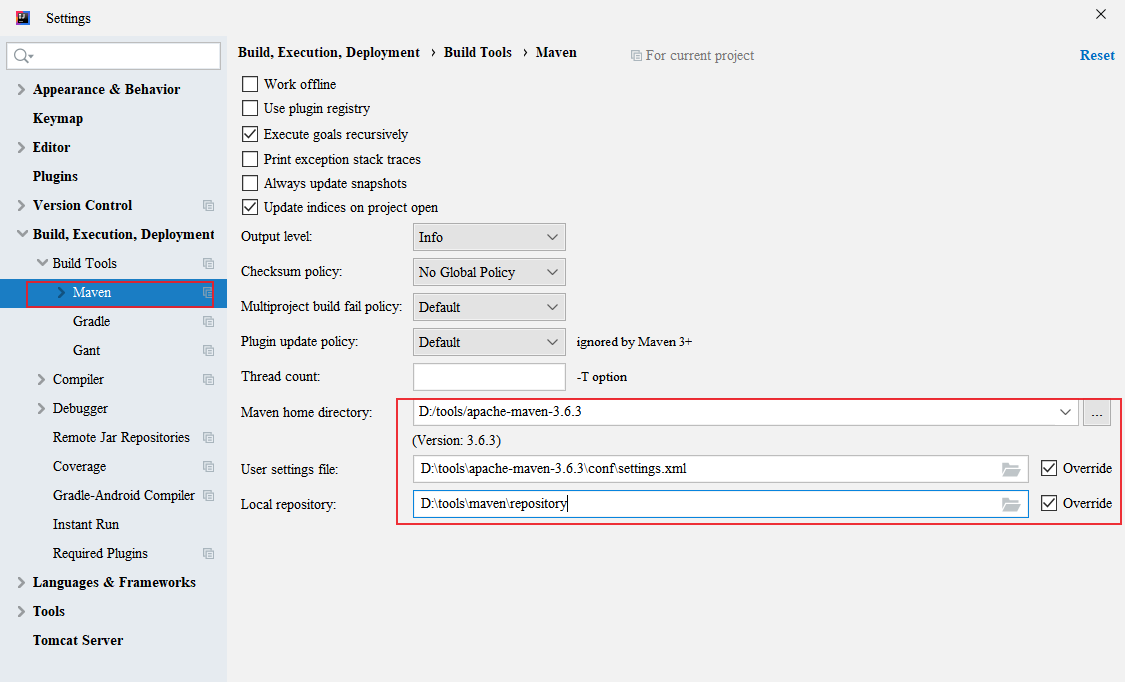 Settings
Appearance & Behavior
Keymap
Editor
Plugins
Version Control
Build, Execution, Deployment
Build Tools
Maven
Gradle
Gant
Compiler
Debugger
Remote Jar Repositories
Coverage
Gradle-Android Compiler
Instant Run
Required Plugins
Languages & Frameworks
Tools
Tomcat Server
Build, Execution, Deployment › Build Tools › Maven For current project Reset
Work offline
Use plugin registry
Execute goals recursively
Print exception stack traces
Always update snapshots
Update indices on project open
Output level: Info
Checksum policy: No Global Policy
Multiproject build fail policy: Default
Plugin update policy: Default ignored by Maven 3+
Thread count: -T option
Maven home directory: D:/tools/apache-maven-3.6.3 ...
(Version: 3.6.3)
User settings file: D:\tools\apache-maven-3.6.3\conf\settings.xml Override
Local repository: D:\tools\maven\repository Override